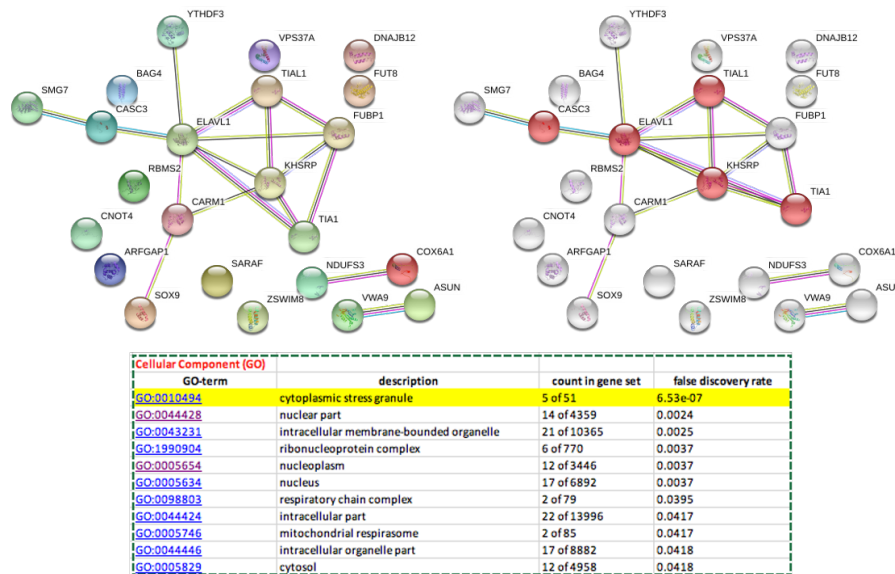 YTHDF3
VPS37A
DNAJB12
BAG4
TIAL1
FUT8
SMG7
CASC3
ELAVL1
FUBP1
RBMS2
KHSRP
CARM1
CNOT4
TIA1
ARFGAP1
SARAF
NDUFS3
COX6A1
SOX9
ZSWIM8
VWA9
ASUN
YTHDF3
VPS37A
DNAJB12
BAG4
TIAL1
FUT8
SMG7
CASC3
ELAVL1
FUBP1
RBMS2
KHSRP
TIA1
CARM1
CNOT4
ARFGAP1
SARAF
NDUFS3
COX6A1
SOX9
ZSWIM8
VWA9
ASU
Cellular Component (GO)
GO-term description count in gene set false discovery rate
GO:0010494 cytoplasmic stress granule 5 of 51 6.53e-07
GO:0044428 nuclear part 14 of 4359 0.0024
GO:0043231 intracellular membrane-bounded organelle 21 of 10365 0.0025
GO:1990904 ribonucleoprotein complex 6 of 770 0.0037
GO:0005654 nucleoplasm 12 of 3446 0.0037
GO:0005634 nucleus 17 of 6892 0.0037
GO:0098803 respiratory chain complex 2 of 79 0.0395
GO:0044424 intracellular part 22 of 13996 0.0417
GO:0005746 mitochondrial respirasome 2 of 85 0.0417
GO:0044446 intracellular organelle part 17 of 8882 0.0418
GO:0005829 cytosol 12 of 4958 0.0418